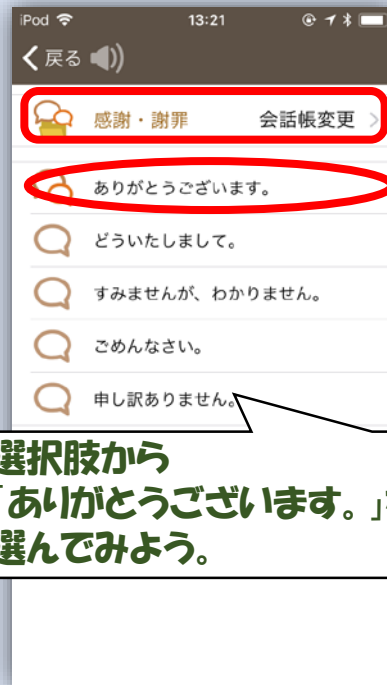 iPod 13:21
戻る
感謝・謝罪 会話帳変更
ありがとうございます。
どういたしまして。
すみませんが、わかりません。
ごめんなさい。
申し訳ありません。
選択肢から
「ありがとうございます。」
選んでみよう。